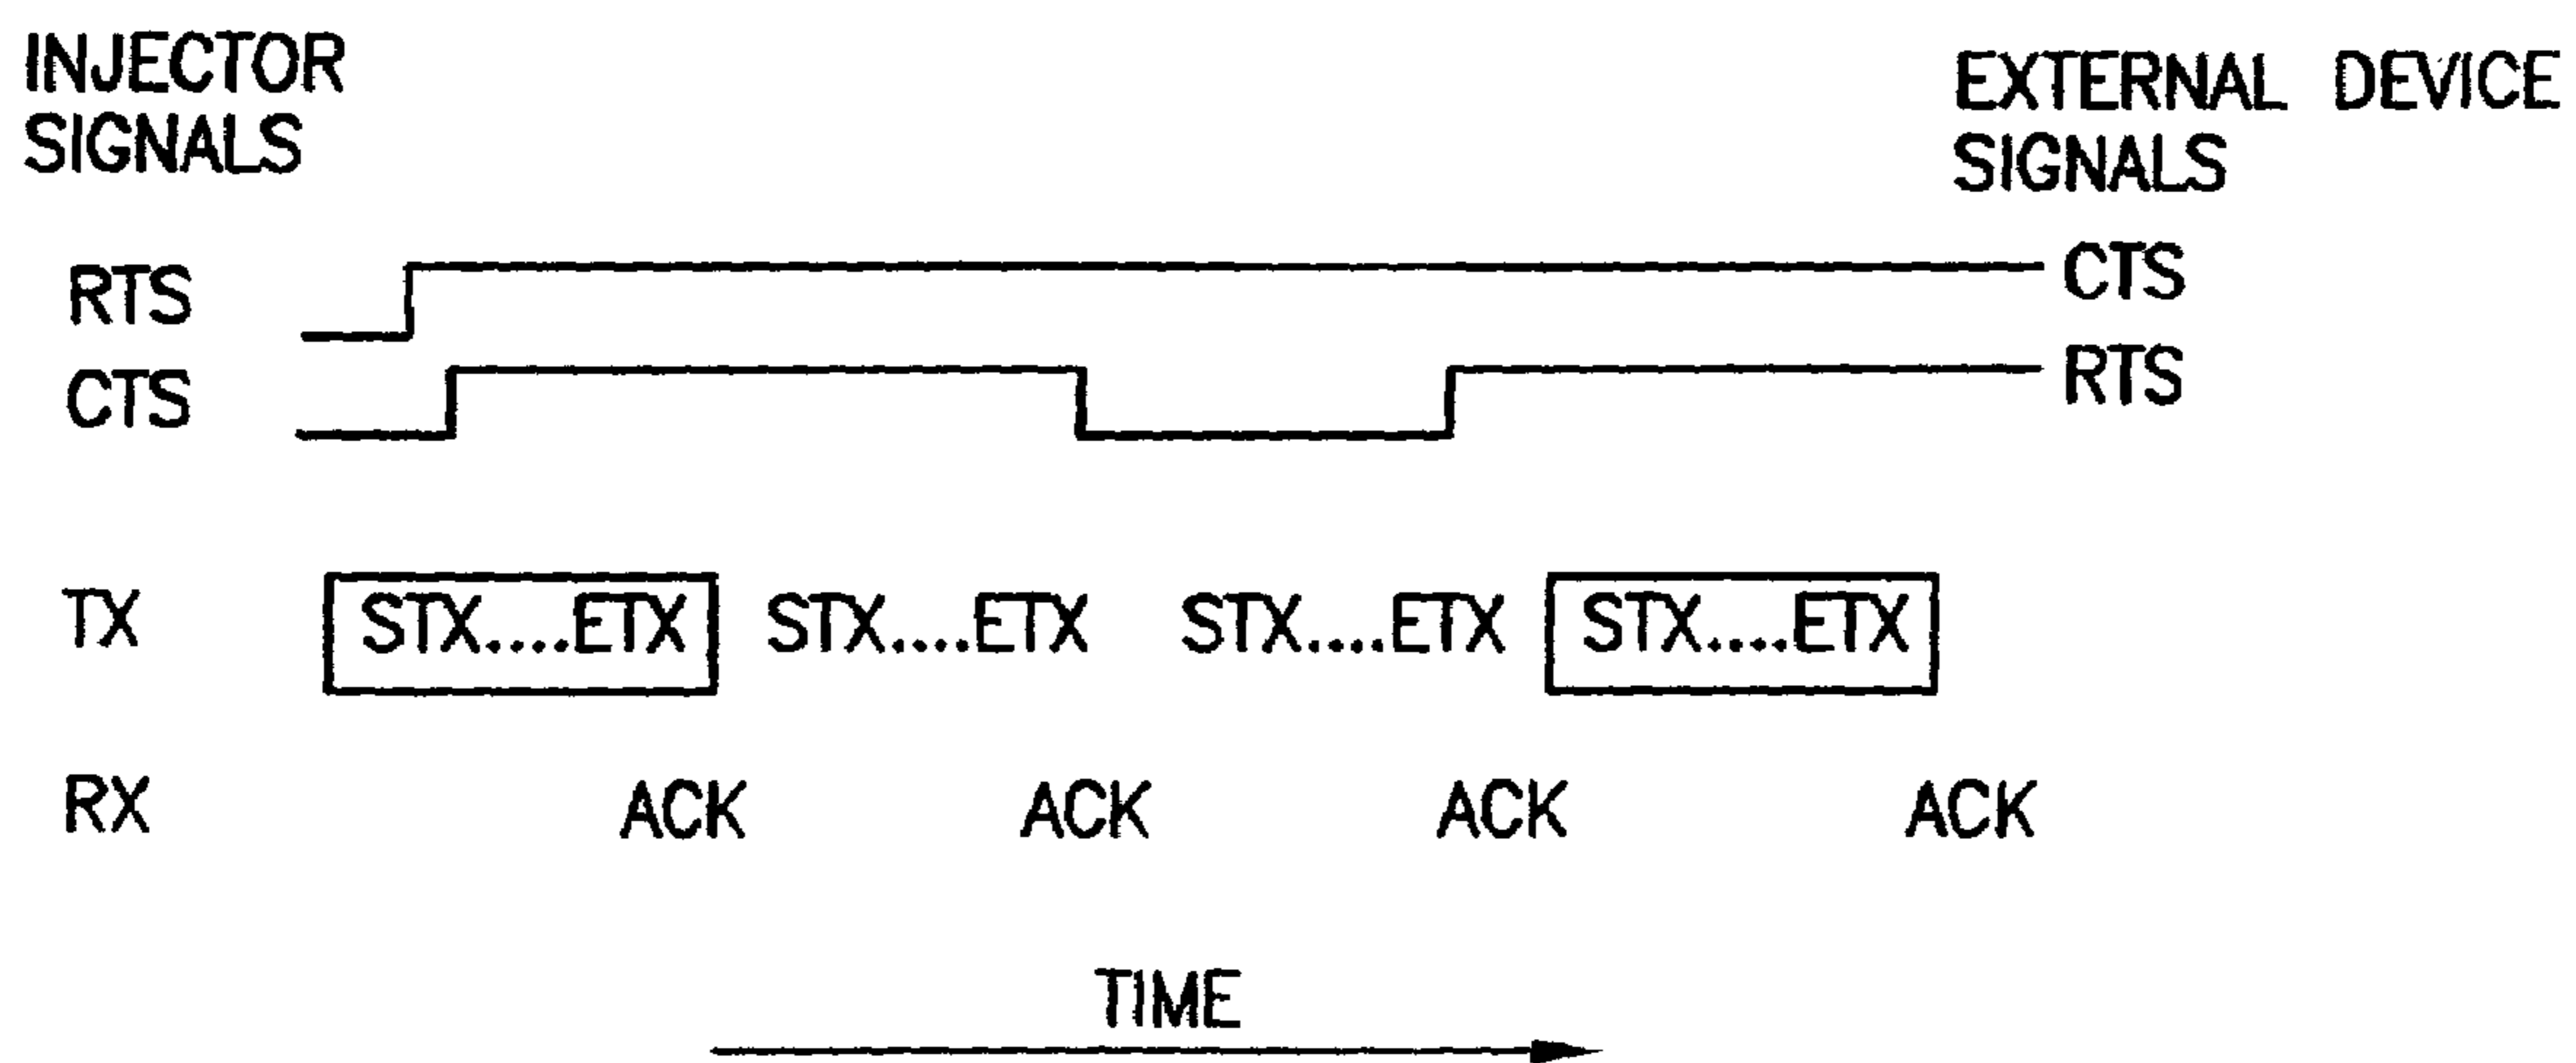 INJECTOR
SIGNALS
EXTERNAL DEVICE
SIGNALS
RTS
CTS
CTS
RTS
TX
STX....ETX
STX....ETX
STX....ETX
STX....ETX
RX
ACK
ACK
ACK
ACK
TIME